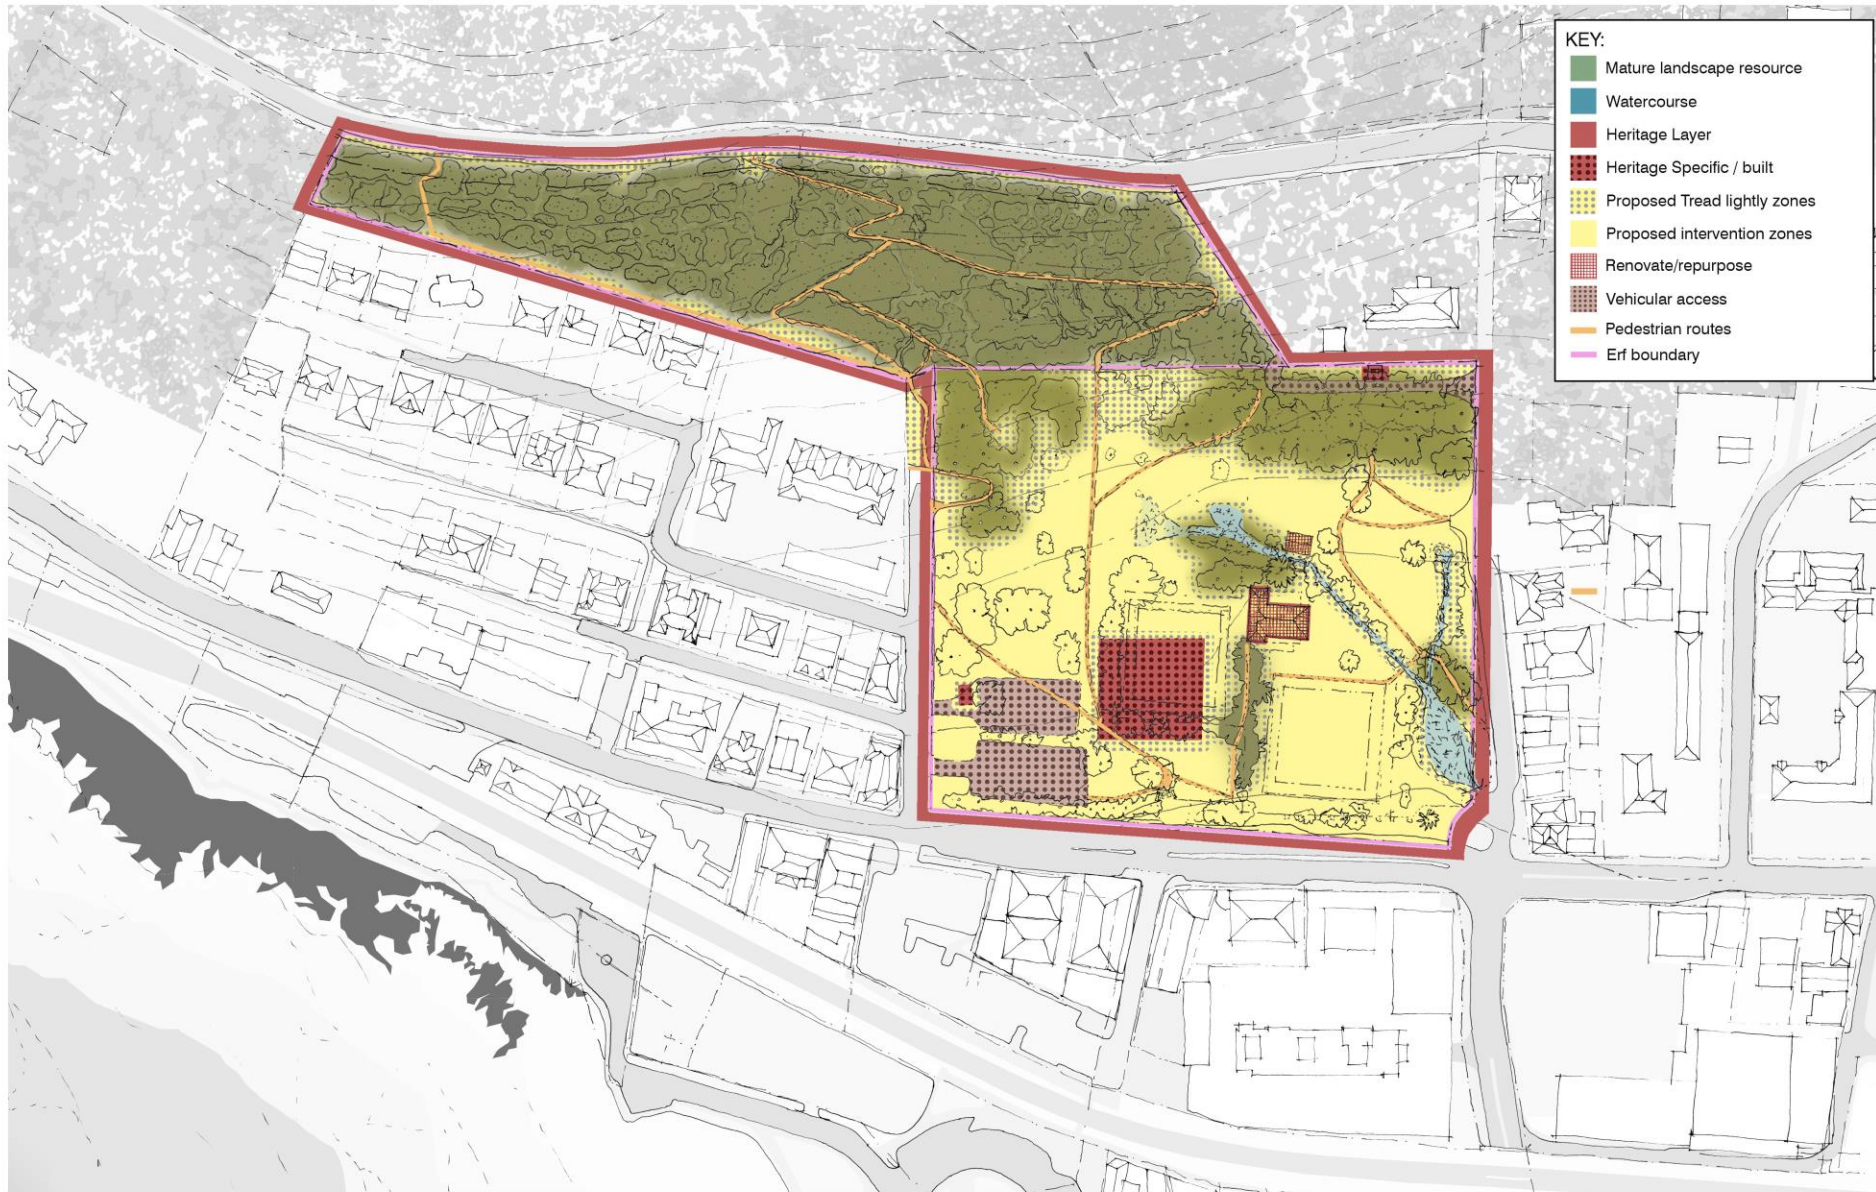 KEY:
Mature landscape resource
Watercourse
Heritage Layer
Heritage Specific / built
Proposed Tread lightly zones
Proposed intervention zones
Renovate/repurpose
Vehicular access
Pedestrian routes
Erf boundary